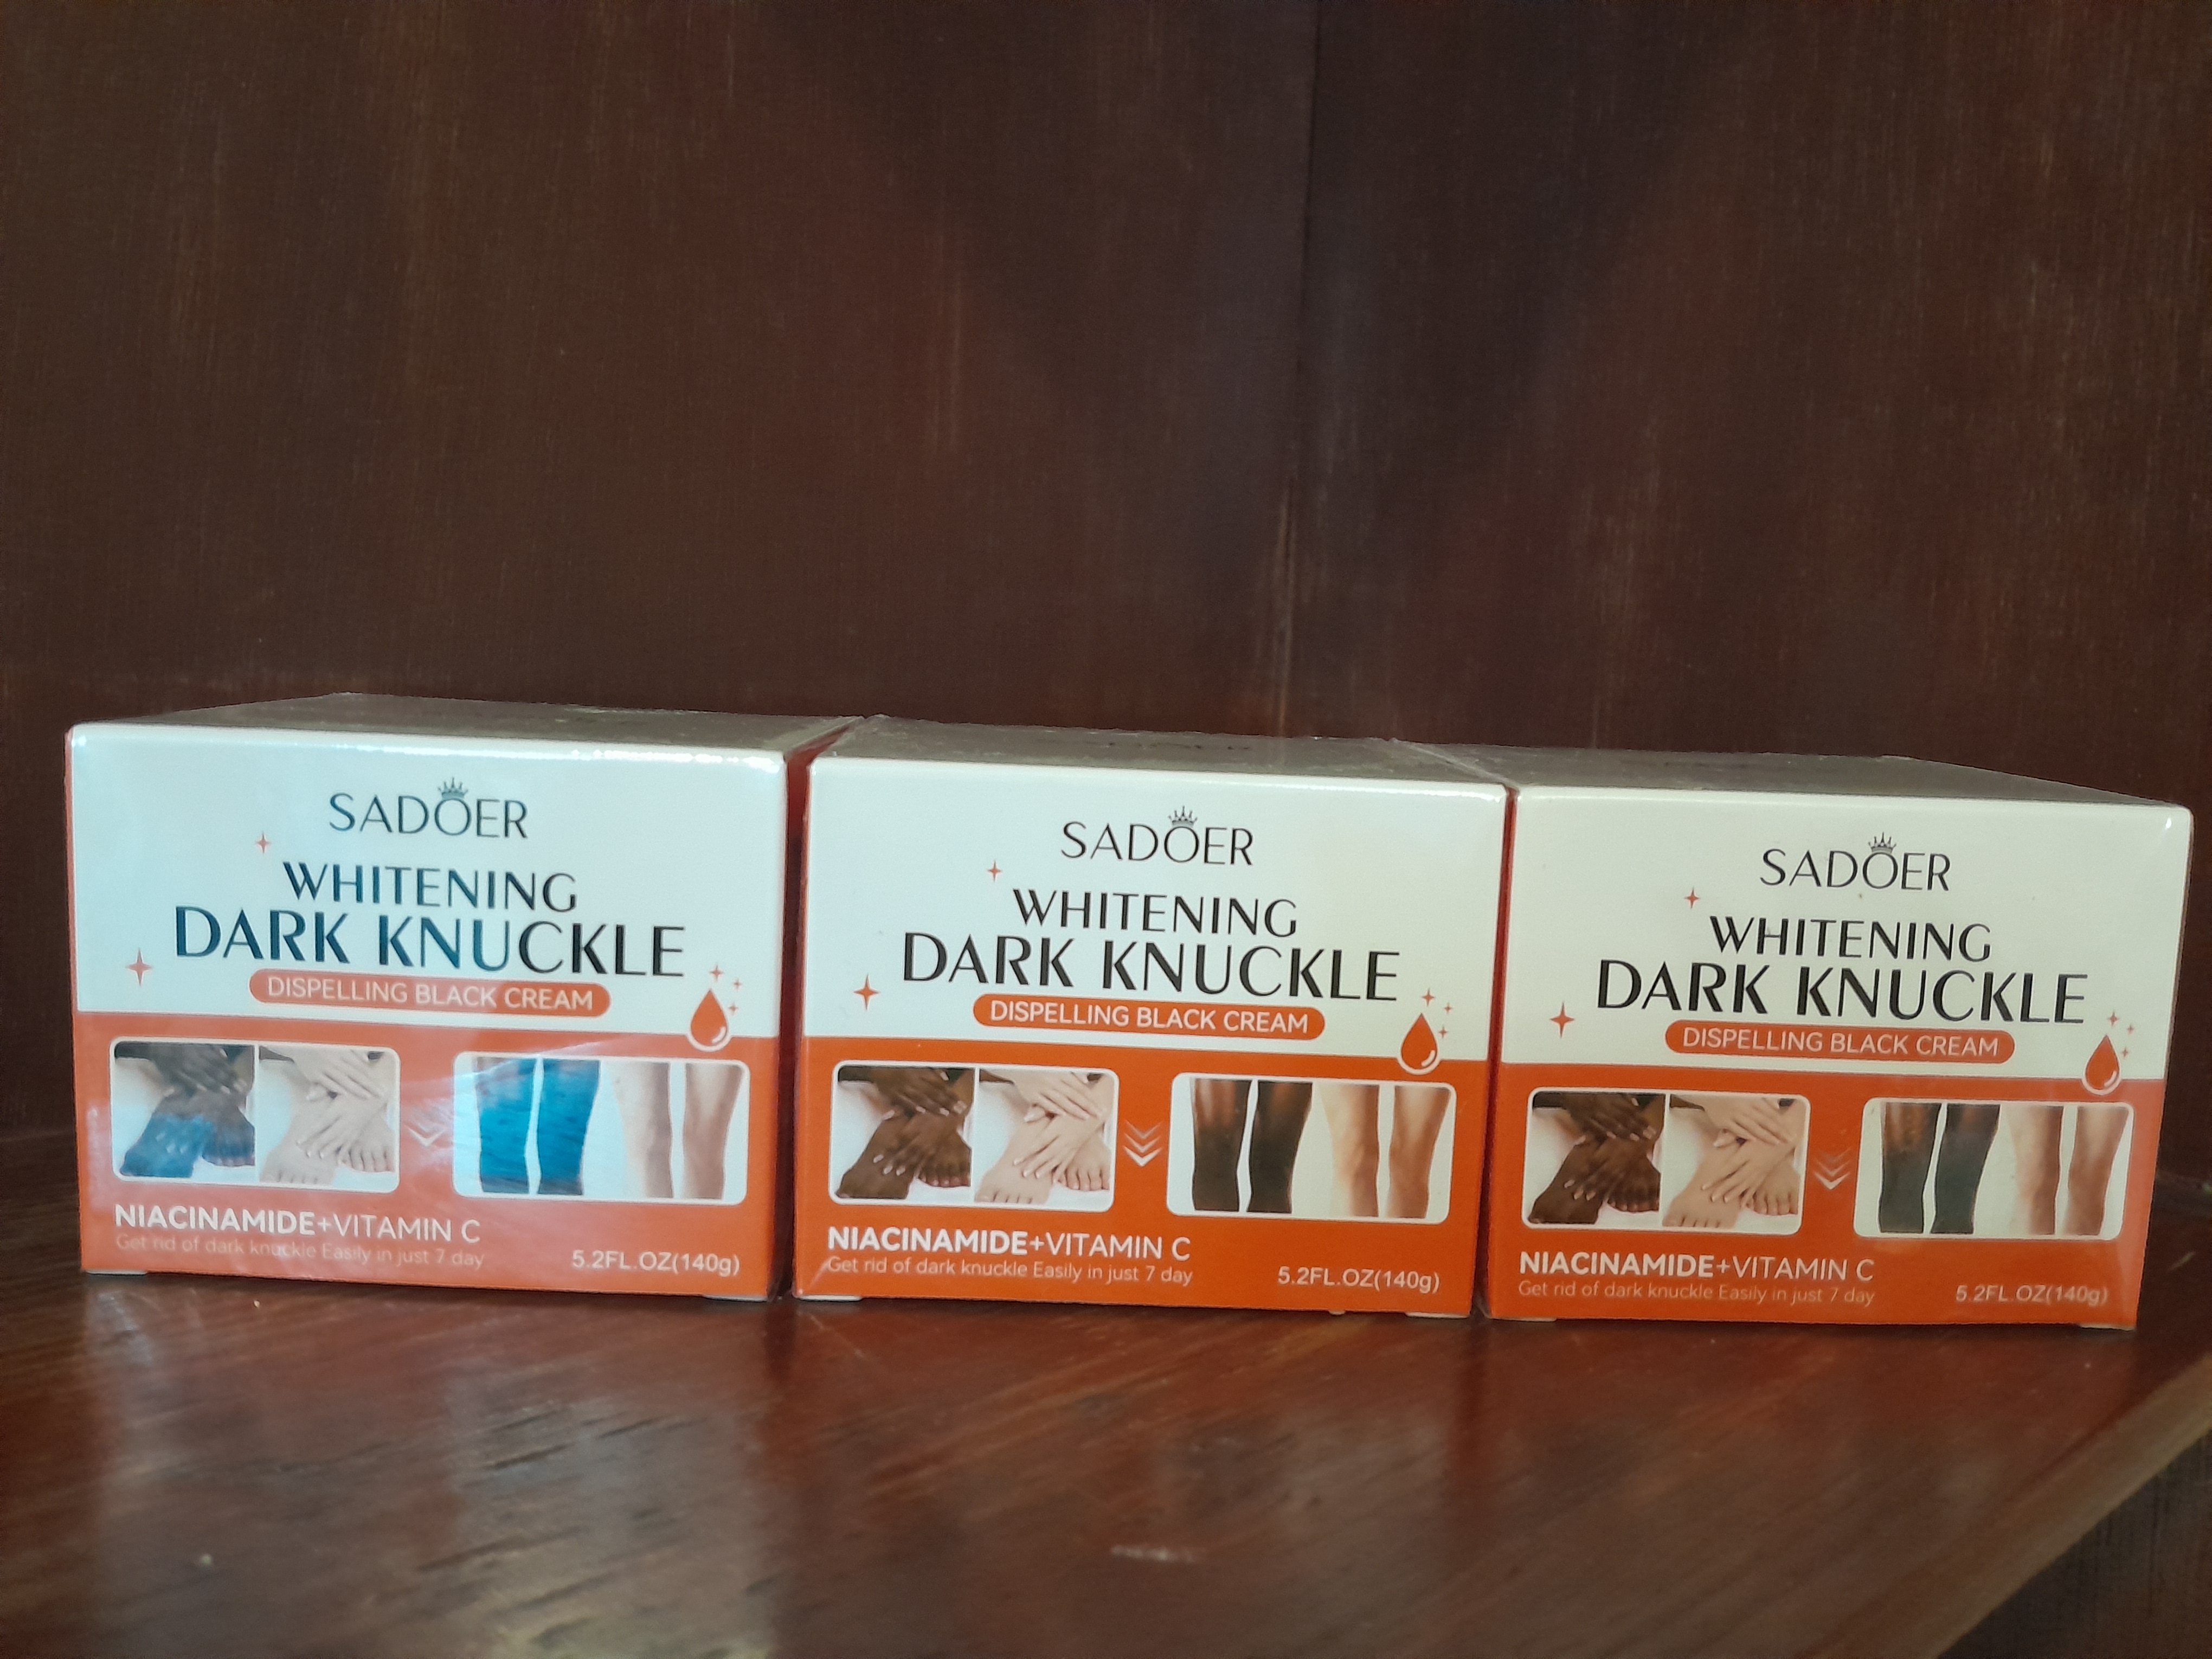 SADOER
WHITENING
DARK KNUCKLE
DISPELLING BLACK CREAM
NIACINAMIDE+VITAMIN C
Get rid of dark knuckle Easily in just 7 day
5.2FL.OZ(140g)
SADOER
WHITENING
DARK KNUCKLE
DISPELLING BLACK CREAM
NIACINAMIDE+VITAMIN C
Get rid of dark knuckle Easily in just 7 day
5.2FL.OZ(140g)
SADOER
WHITENING
DARK KNUCKLE
DISPELLING BLACK CREAM
NIACINAMIDE+VITAMIN C
Get rid of dark knuckle Easily in just 7 day
5.2FL.OZ(140g)